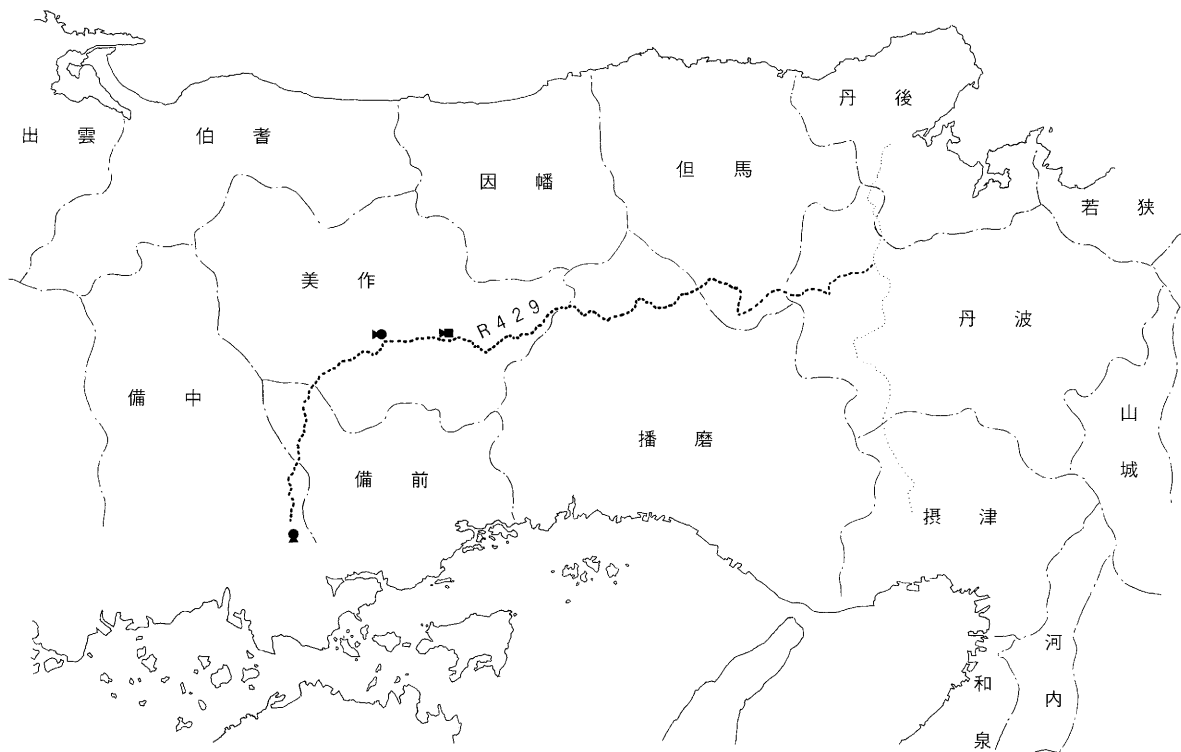 丹後
出雲
伯耆
因幡
但馬
若狭
美作
R429
丹波
備中
播磨
山城
備前
摂津
河内
和泉